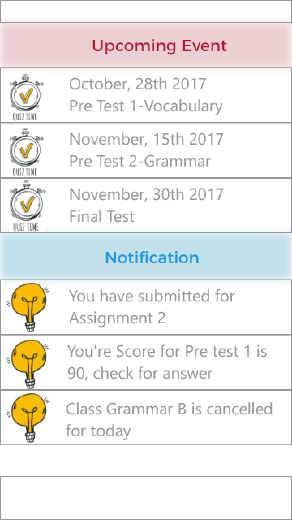 Upcoming Event
October, 28th 2017
Pre Test 1-Vocabulary
QUIZ TIME
November, 15th 2017
Pre Test 2-Grammar
QUIZ TIME
November, 30th 2017
Final Test
QUIZ TIME
Notification
You have submitted for
Assignment 2
You're Score for Pre test 1 is
90, check for answer
Class Grammar B is cancelled
for today